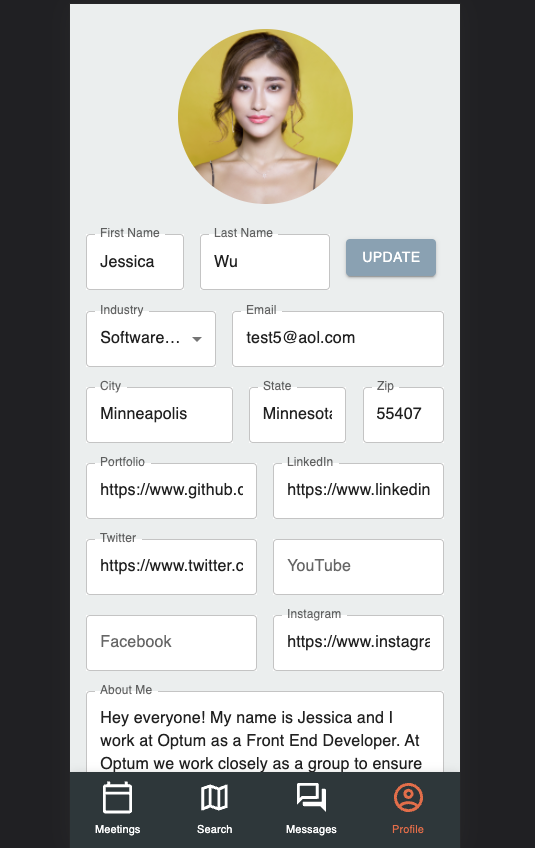 First Name
Last Name
Jessica
Wu
UPDATE
Industry
Email
Software...
test5@aol.com
City
State
Zip
Minneapolis
Minnesota
55407
Portfolio
LinkedIn
https://www.github.c
https://www.linkedin
Twitter
https://www.twitter.c
YouTube
Instagram
Facebook
https://www.instagra
About Me
Hey everyone! My name is Jessica and I
work at Optum as a Front End Developer. At
Optum we work closely as a group to ensure
Meetings
Search
Messages
Profile